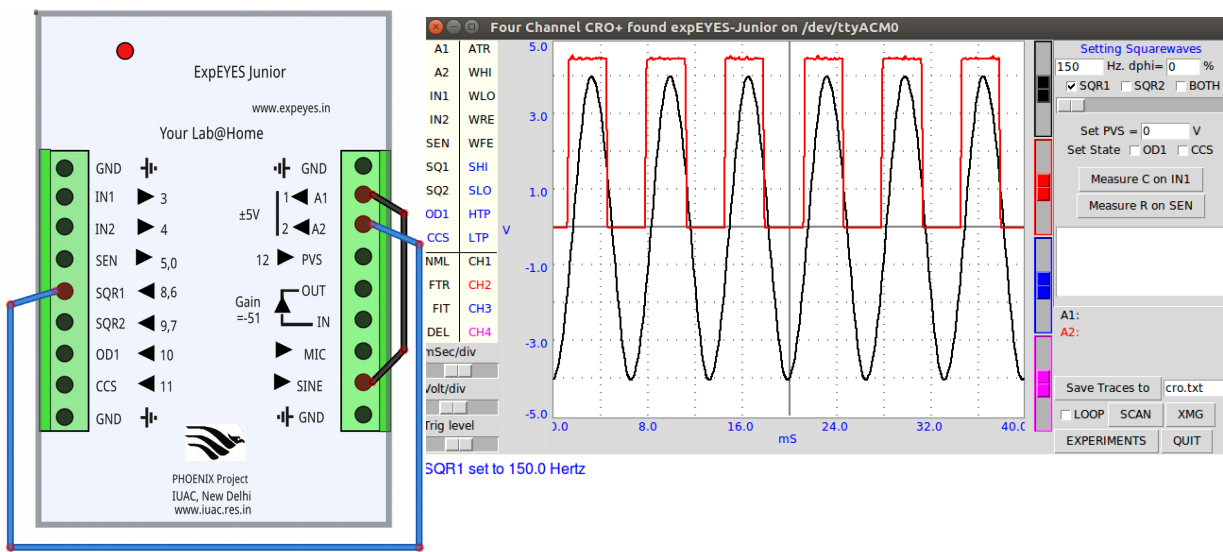 ExpEYES Junior
www.expeyes.in
Your Lab@Home
GND GND
IN1 3 1 A1
±5V
IN2 4 2 A2
SEN 5,0 12 PVS
SQR1 8,6 OUT
Gain
=-51
SQR2 9,7 IN
OD1 10 MIC
CCS 11 SINE
GND GND
PHOENIX Project
IUAC, New Delhi
www.iuac.res.in
Four Channel CRO+ found expEYES-Junior on /dev/ttyACM0
A1 ATR
A2 WHI
IN1 WLO
IN2 WRE
SEN WFE
SQ1 SHI
SQ2 SLO
OD1 HTP
CCS LTP
NML CH1
FTR CH2
FIT CH3
DEL CH4
mSec/div
Volt/div
Trig level
5.0
3.0
1.0
V
-1.0
-3.0
-5.0
0.0 8.0 16.0 24.0 32.0 40.0
mS
Setting Squarewaves
150 Hz. dphi= 0 %
SQR1 SQR2 BOTH
Set PVS = 0 V
Set State OD1 CCS
Measure C on IN1
Measure R on SEN
A1:
A2:
Save Traces to cro.txt
LOOP SCAN XMG
EXPERIMENTS QUIT
SQR1 set to 150.0 Hertz